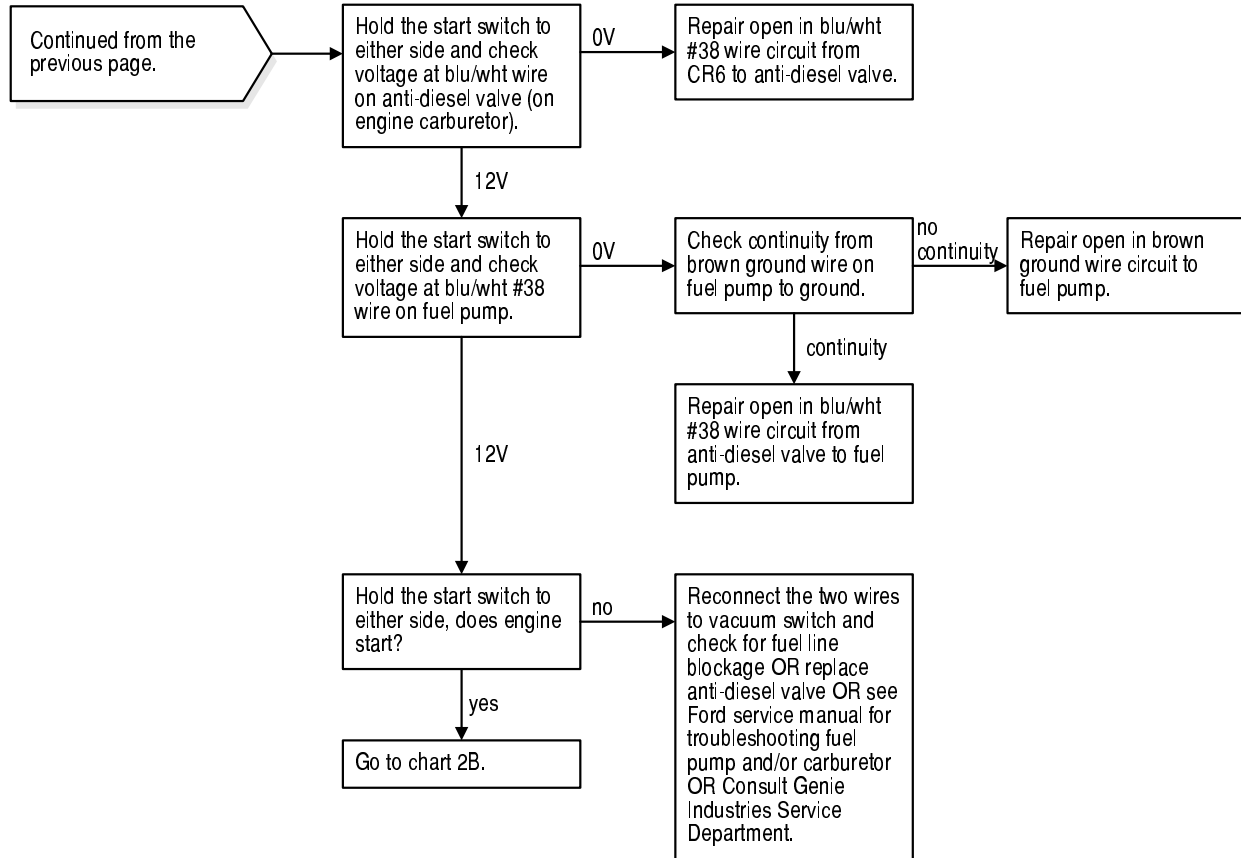 Continued from the
previous page.
Hold the start switch to
either side and check
voltage at blu/wht wire
on anti-diesel valve (on
engine carburetor).
0V
Repair open in blu/wht
#38 wire circuit from
CR6 to anti-diesel valve.
12V
Hold the start switch to
either side and check
voltage at blu/wht #38
wire on fuel pump.
0V
Check continuity from
brown ground wire on
fuel pump to ground.
no
continuity
Repair open in brown
ground wire circuit to
fuel pump.
continuity
Repair open in blu/wht
#38 wire circuit from
anti-diesel valve to fuel
pump.
12V
Hold the start switch to
either side, does engine
start?
no
Reconnect the two wires
to vacuum switch and
check for fuel line
blockage OR replace
anti-diesel valve OR see
Ford service manual for
troubleshooting fuel
pump and/or carburetor
OR Consult Genie
Industries Service
Department.
yes
Go to chart 2B.